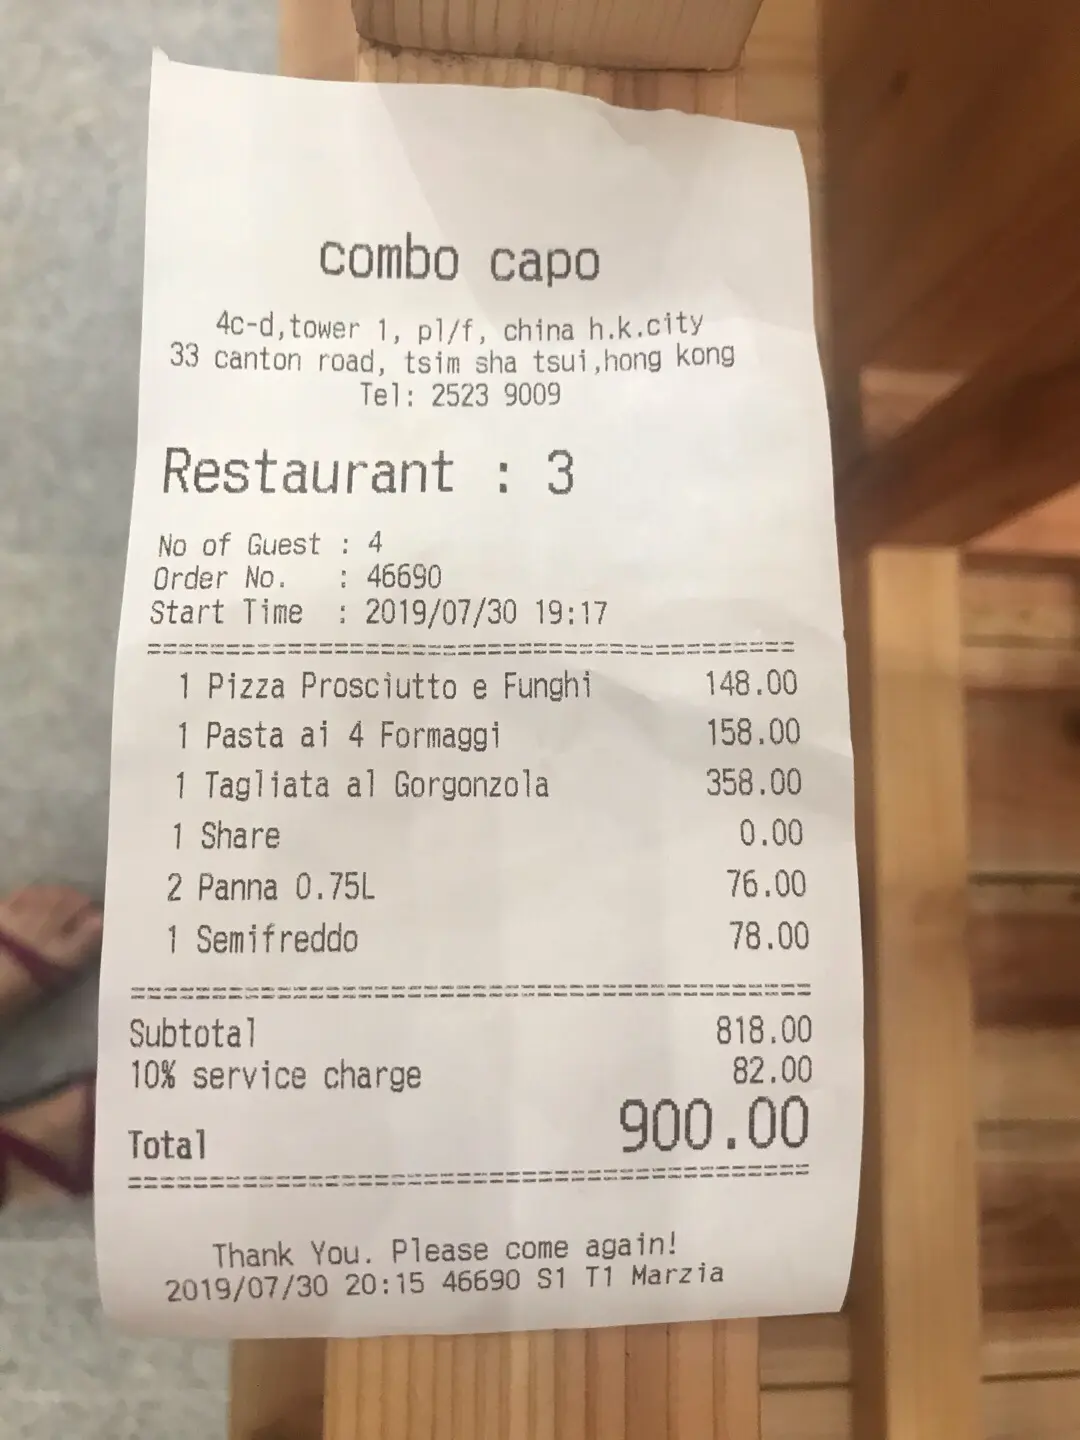 combo capo
4c-d,tower 1, pl/f, china h.k.city
33 canton road, tsim sha tsui,hong kong
Tel: 2523 9009
Restaurant : 3
No of Guest : 4
Order No. : 46690
Start Time : 2019/07/30 19:17
1 Pizza Prosciutto e Funghi 148.00
1 Pasta ai 4 Formaggi 158.00
1 Tagliata al Gorgonzola 358.00
1 Share 0.00
2 Panna 0.75L 76.00
1 Semifreddo 78.00
Subtotal 818.00
10% service charge 82.00
Total 900.00
Thank You. Please come again!
2019/07/30 20:15 46690 S1 T1 Marzia